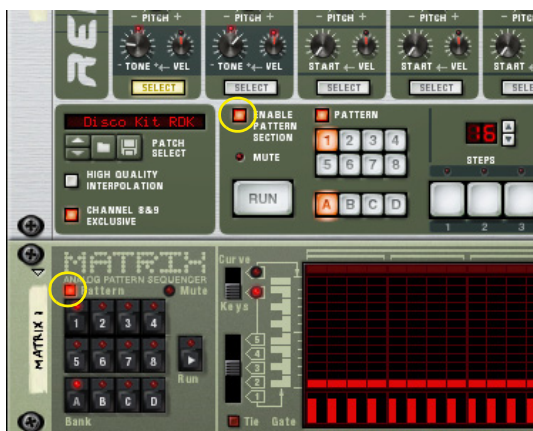 - PITCH +
- PITCH +
- PITCH +
- PITCH +
- TONE + ← VEL
- TONE + ← VEL
START ← VEL
START ← VEL
START
SELECT
SELECT
SELECT
SELECT
Disco Kit RDK
PATCH
SELECT
HIGH QUALITY
INTERPOLATION
CHANNEL 8&9
EXCLUSIVE
ENABLE
PATTERN
SECTION
MUTE
RUN
PATTERN
1 2 3 4
5 6 7 8
A B C D
16
STEPS
1 2 3
MATRIX
ANALOG PATTERN SEQUENCER
Pattern
Mute
1 2 3 4
5 6 7 8
A B C D
Bank
Run
MATRIX 1
Curve
Keys
5
4
3
2
1
Tie Gate